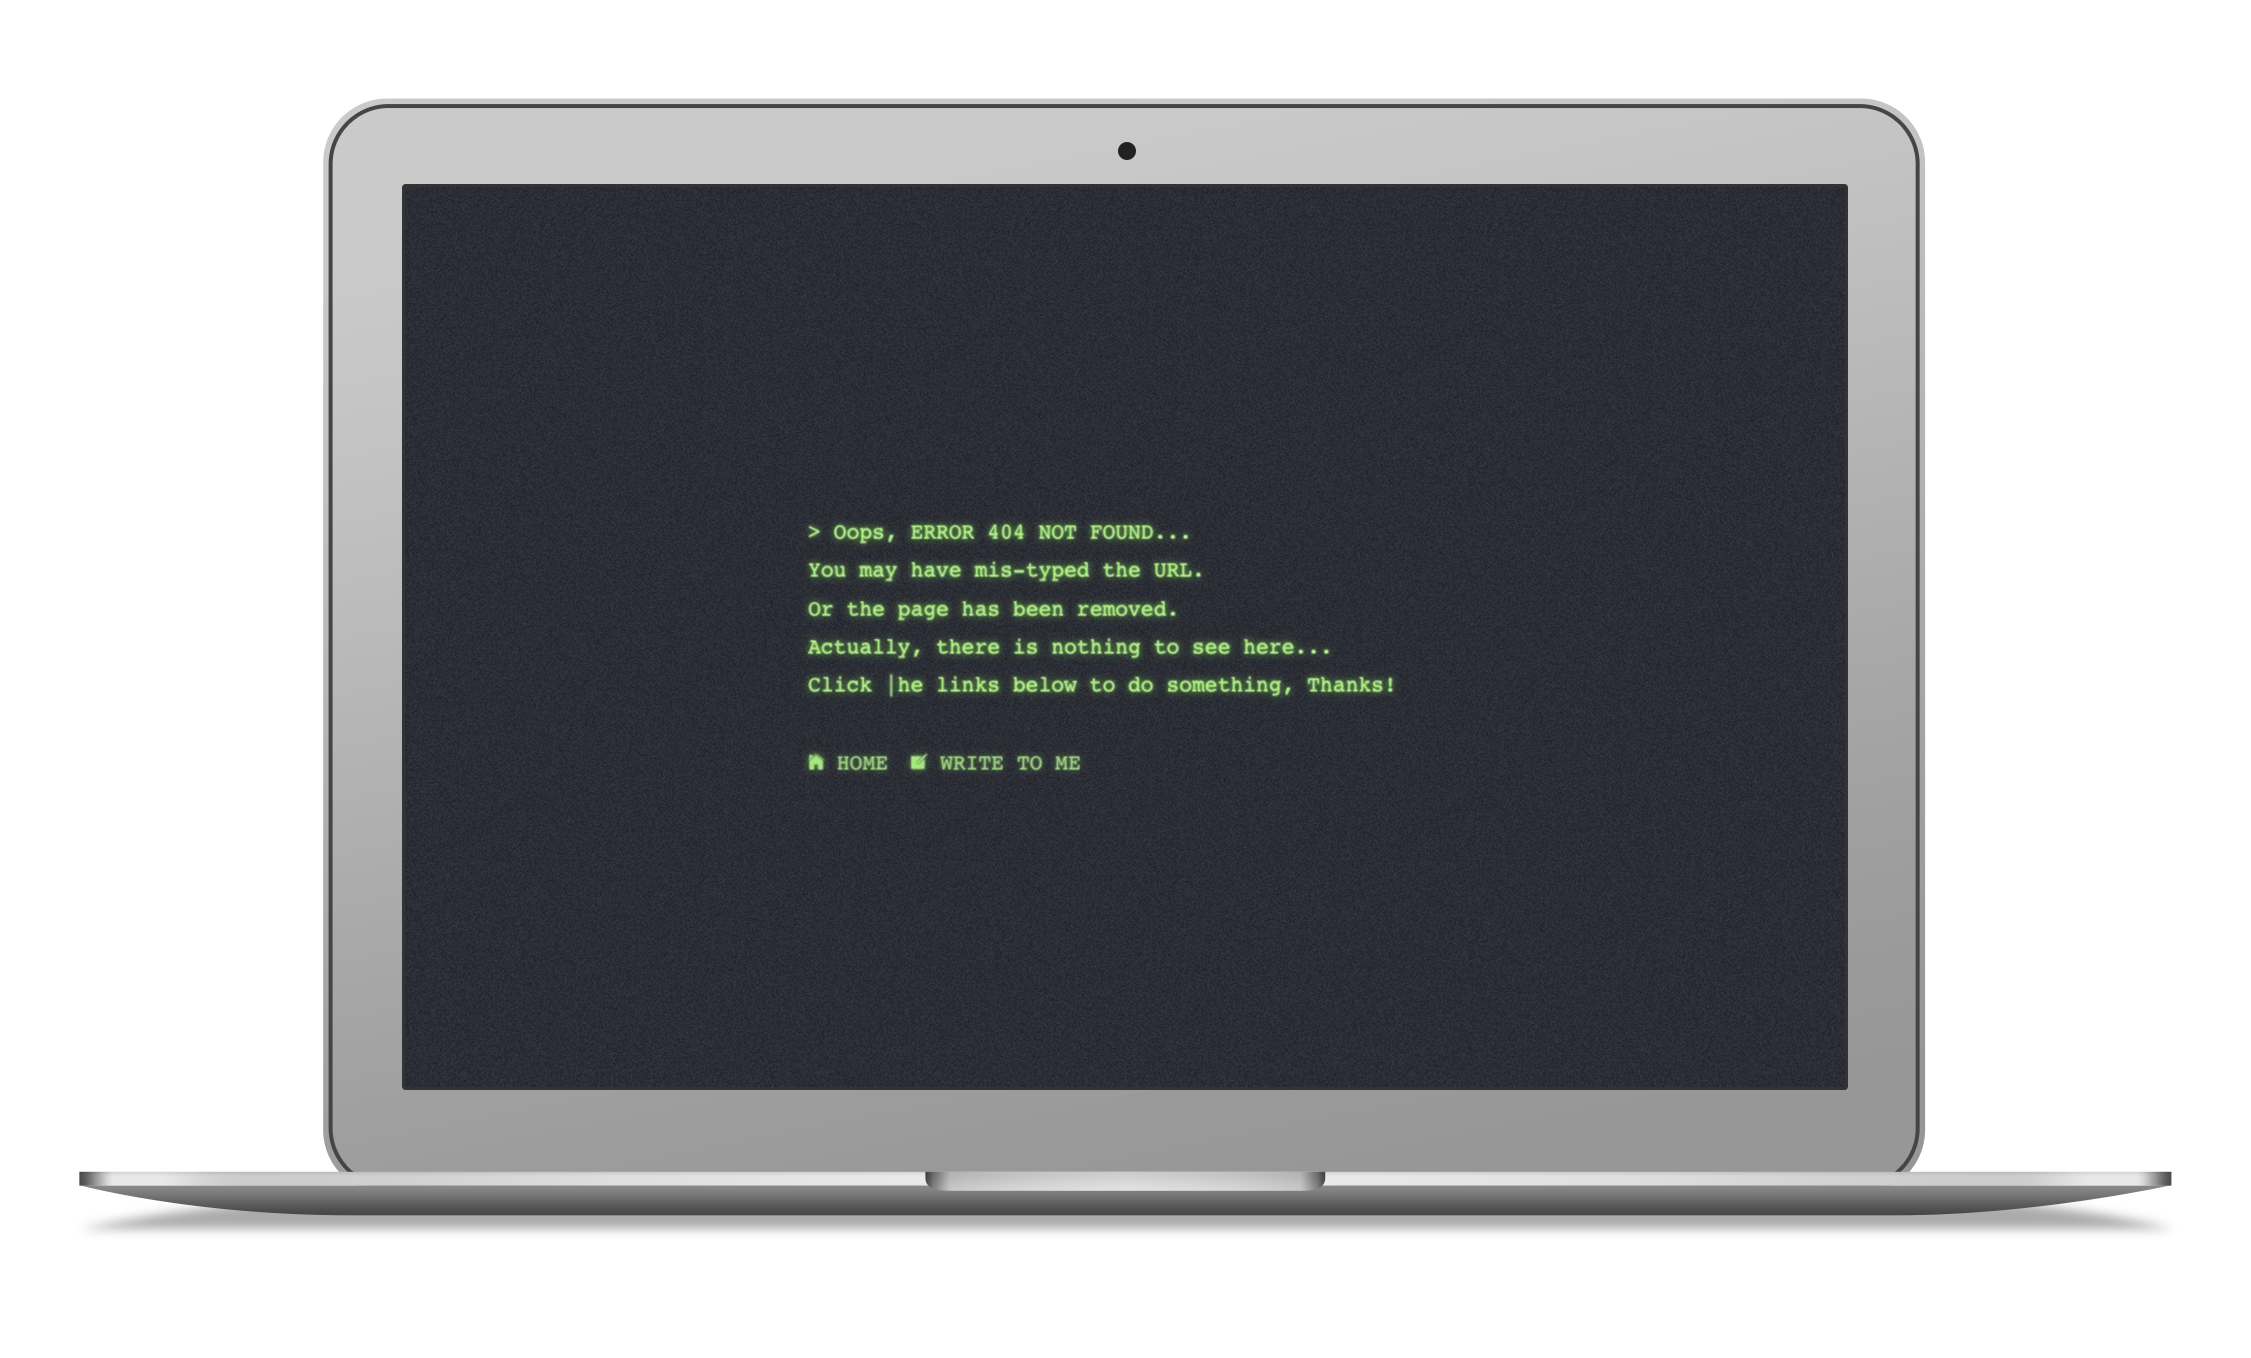 > Oops, ERROR 404 NOT FOUND...
You may have mis-typed the URL.
Or the page has been removed.
Actually, there is nothing to see here...
Click |he links below to do something, Thanks!
HOME WRITE TO ME